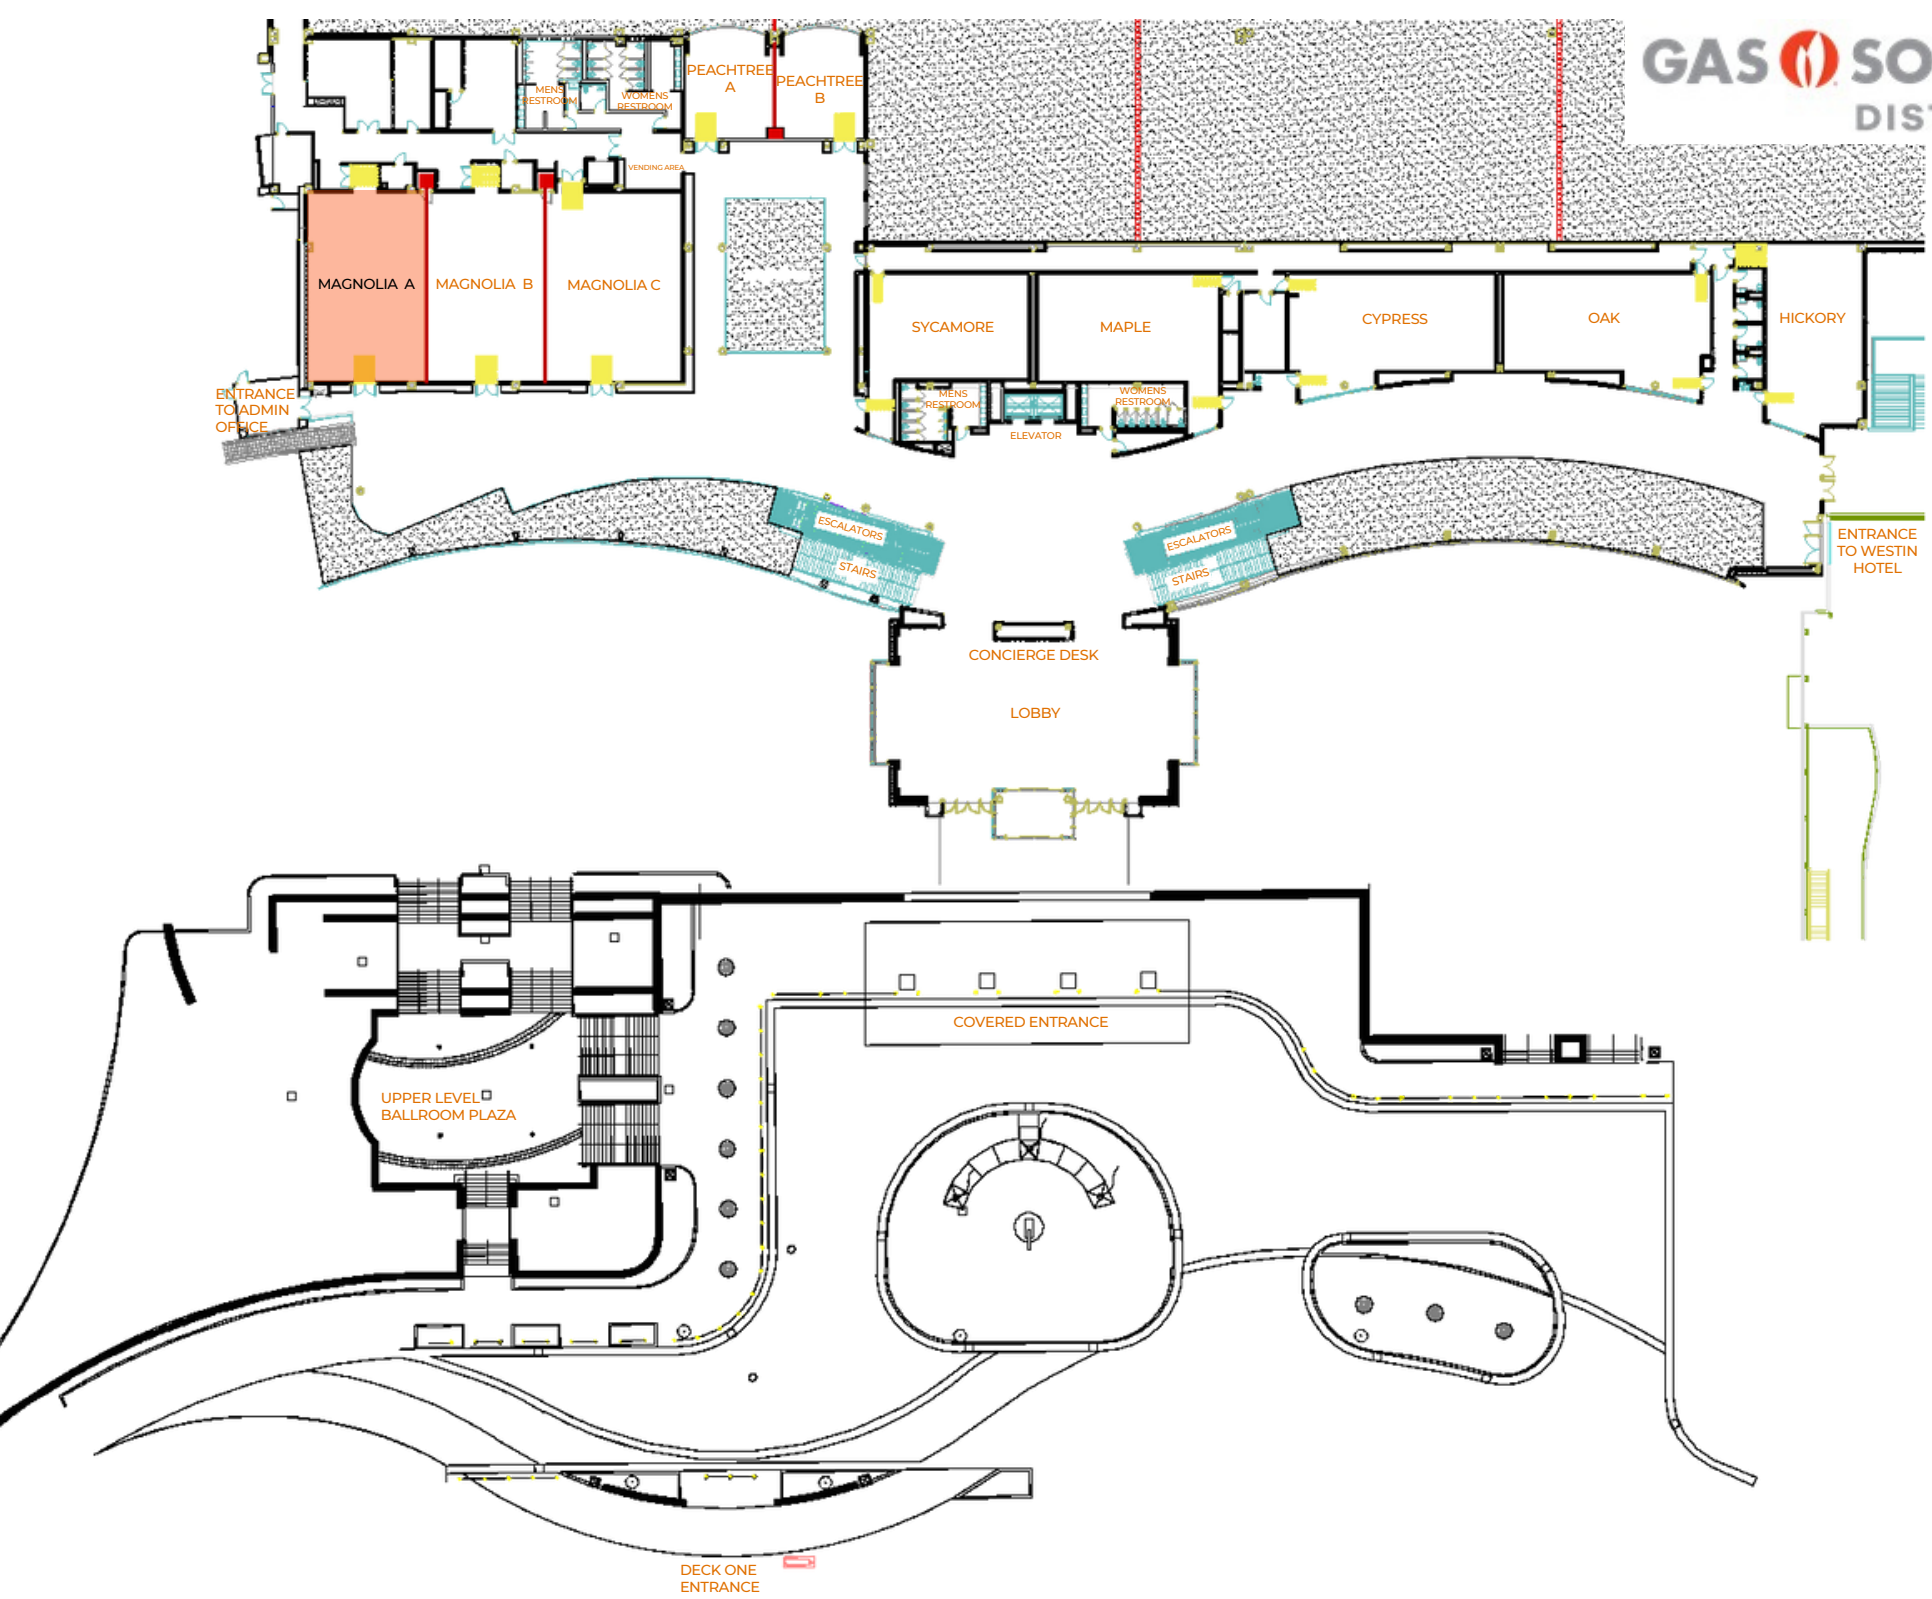 GAS SO
DIS
PEACHTREE
A
PEACHTREE
B
MENS
RESTROOM
WOMENS
RESTROOM
VENDING AREA
MAGNOLIA A
MAGNOLIA B
MAGNOLIA C
SYCAMORE
MAPLE
CYPRESS
OAK
HICKORY
ENTRANCE
TO ADMIN
OFFICE
MENS
RESTROOM
WOMENS
RESTROOM
ELEVATOR
ESCALATORS
STAIRS
ESCALATORS
STAIRS
ENTRANCE
TO WESTIN
HOTEL
CONCIERGE DESK
LOBBY
COVERED ENTRANCE
UPPER LEVEL
BALLROOM PLAZA
DECK ONE
ENTRANCE